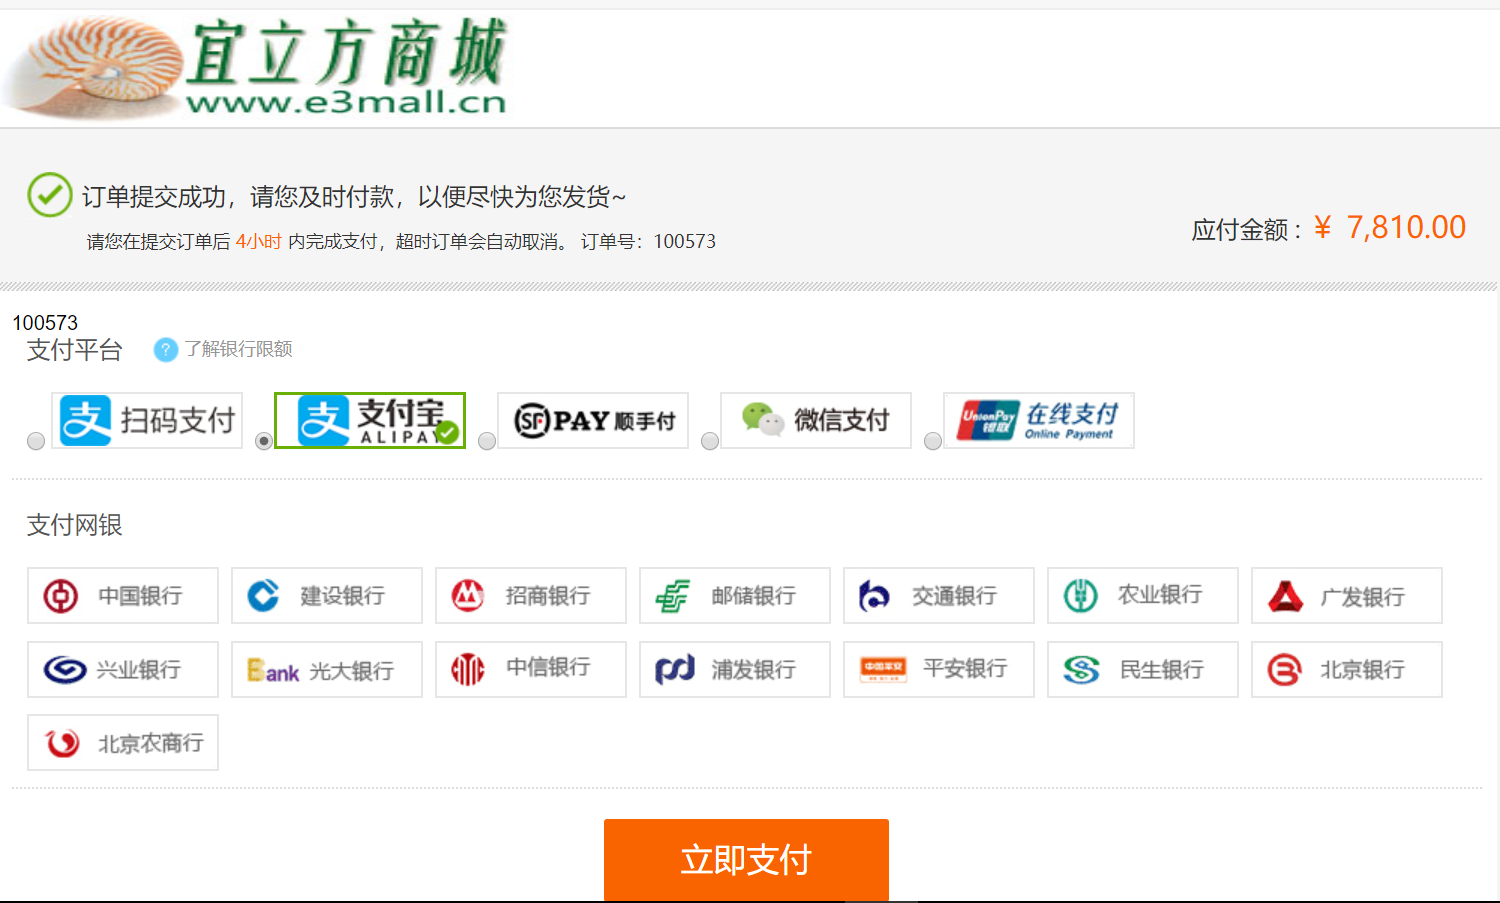 宜立方商城
www.e3mall.cn
订单提交成功，请您及时付款，以便尽快为您发货~
请您在提交订单后 4小时 内完成支付，超时订单会自动取消。 订单号：100573
应付金额： ¥ 7,810.00
100573
支付平台 ? 了解银行限额
支 扫码支付
支 支付宝 ALIPAY
SF PAY 顺手付
微信支付
UnionPay 银联 在线支付 Online Payment
支付网银
中国银行 建设银行 招商银行 邮储银行 交通银行 农业银行 广发银行
兴业银行 Bank 光大银行 中信银行 浦发银行 中国平安 平安银行 民生银行 北京银行
北京农商行
立即支付